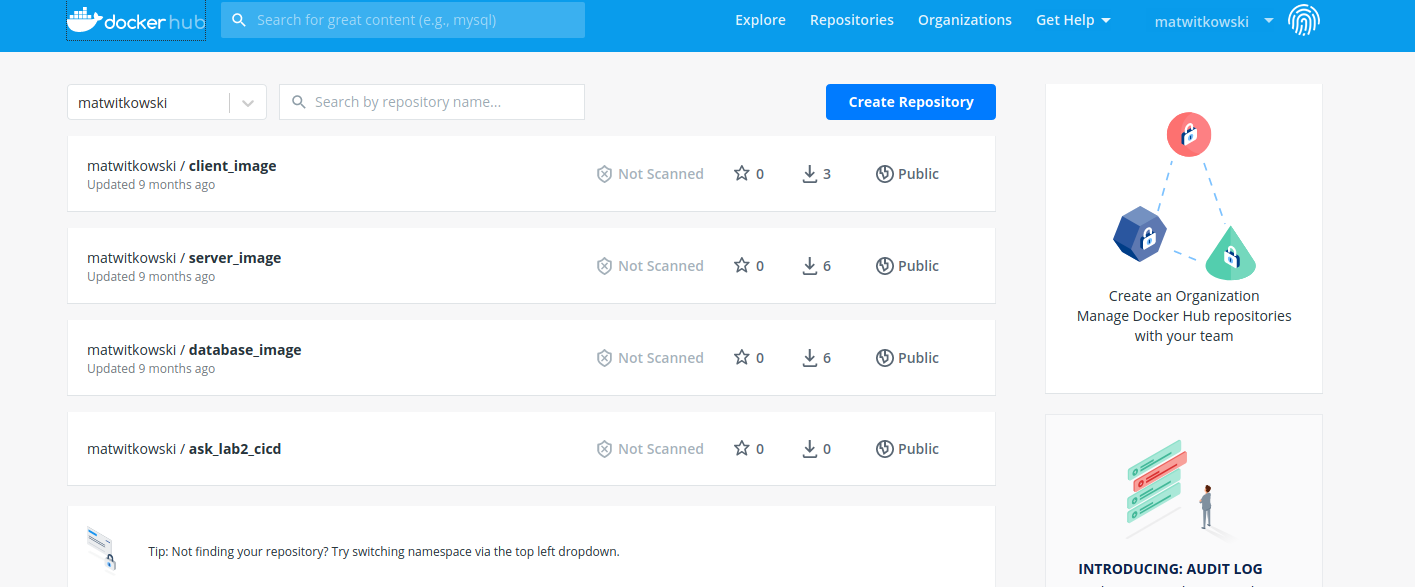 docker hub
Search for great content (e.g., mysql)
Explore
Repositories
Organizations
Get Help
matwitkowski
matwitkowski
Search by repository name...
Create Repository
matwitkowski / client_image
Updated 9 months ago
Not Scanned
0
3
Public
matwitkowski / server_image
Updated 9 months ago
Not Scanned
0
6
Public
matwitkowski / database_image
Updated 9 months ago
Not Scanned
0
6
Public
matwitkowski / ask_lab2_cicd
Not Scanned
0
0
Public
Tip: Not finding your repository? Try switching namespace via the top left dropdown.
Create an Organization
Manage Docker Hub repositories
with your team
INTRODUCING: AUDIT LOG